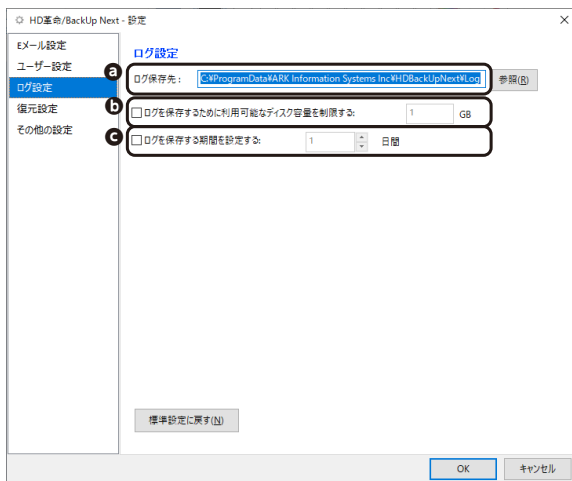 HD革命/BackUp Next - 設定
Eメール設定
ユーザー設定
ログ設定
復元設定
その他の設定
ログ設定
a ログ保存先： C:¥ProgramData¥ARK Information Systems Inc¥HDBackUpNext¥Log 参照(R)
b ログを保存するために利用可能なディスク容量を制限する: 1 GB
c ログを保存する期間を設定する: 1 日間
標準設定に戻す(N)
OK キャンセル